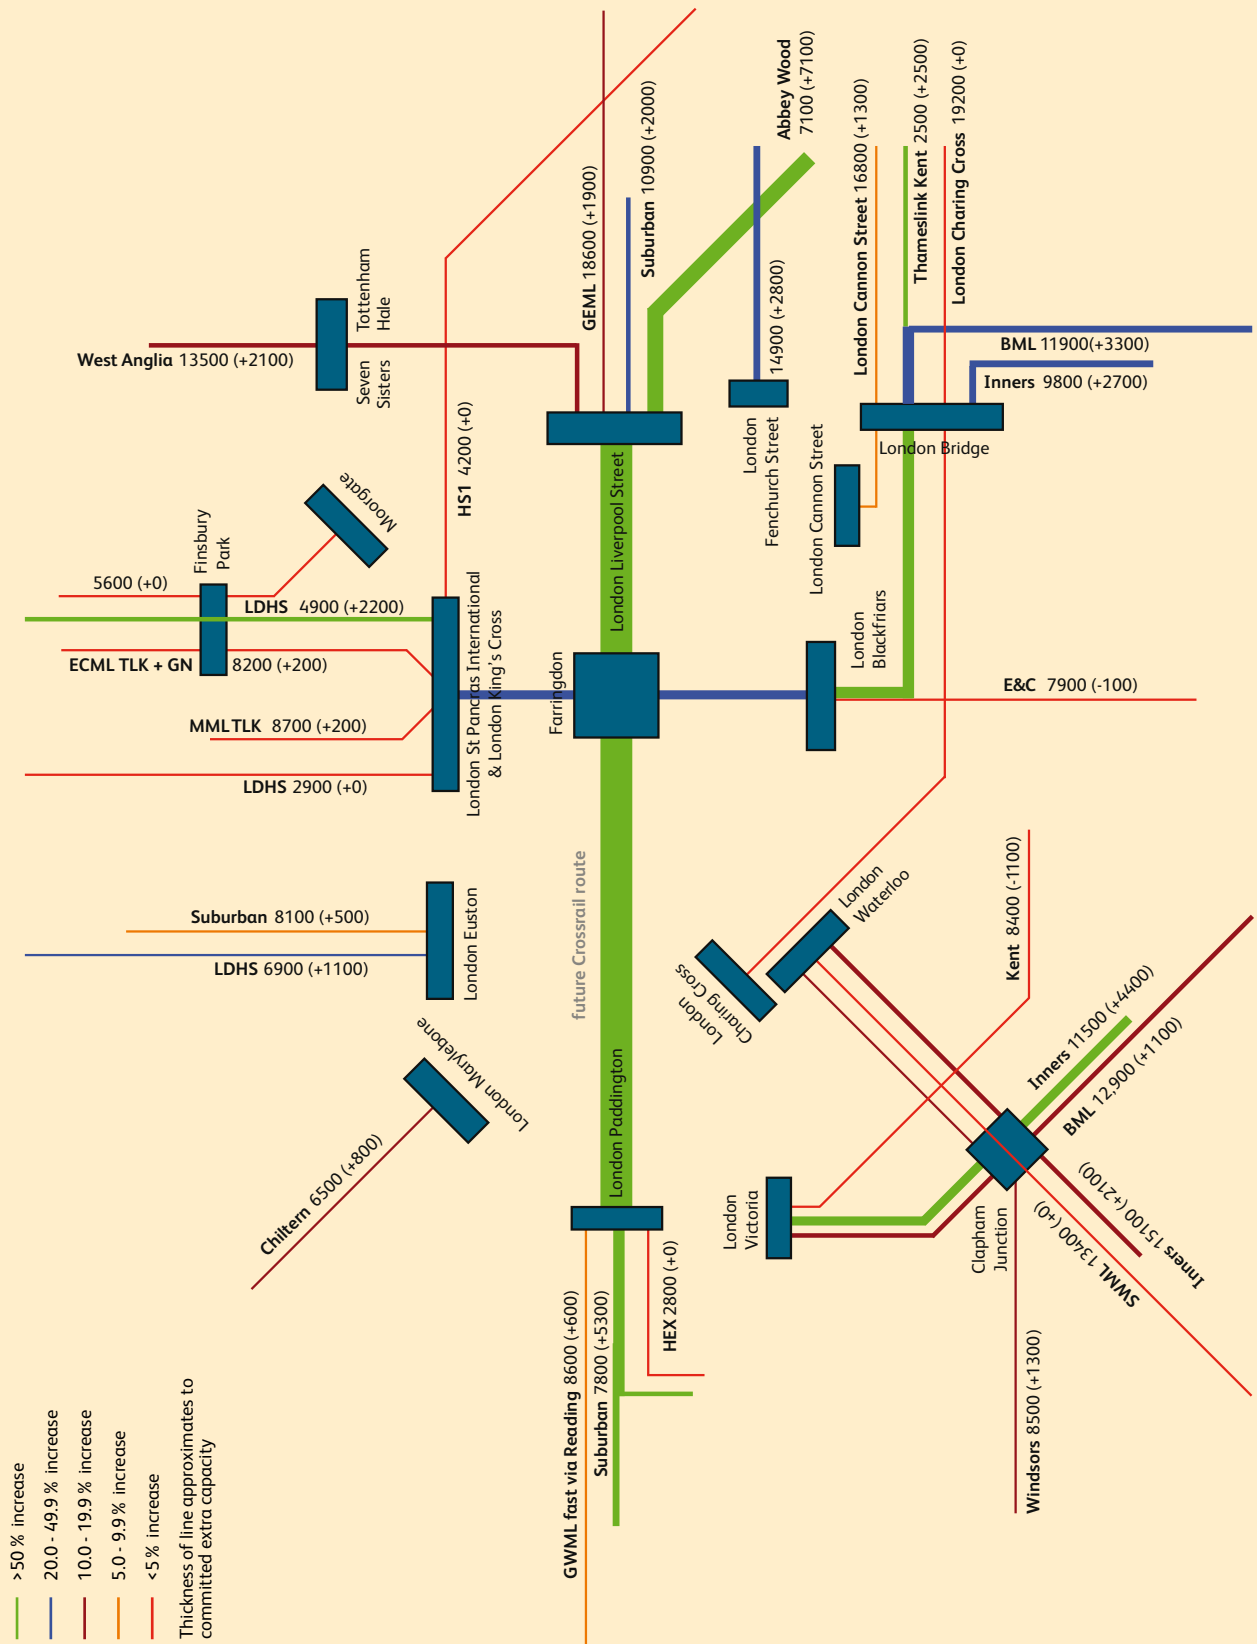 >50 % increase
20.0 - 49.9 % increase
10.0 - 19.9 % increase
5.0 - 9.9 % increase
<5 % increase
Thickness of line approximates to
committed extra capacity
West Anglia 13500 (+2100)
Seven
Sisters
Tottenham
Hale
GEML 18600 (+1900)
Suburban 10900 (+2000)
Abbey Wood
7100 (+7100)
14900 (+2800)
London
Fenchurch Street
London Cannon Street 16800 (+1300)
Thameslink Kent 2500 (+2500)
London Charing Cross 19200 (+0)
BML 11900(+3300)
Inners 9800 (+2700)
London Bridge
London Cannon Street
HS1 4200 (+0)
Moorgate
Finsbury
Park
5600 (+0)
LDHS 4900 (+2200)
ECML TLK + GN 8200 (+200)
MML TLK 8700 (+200)
LDHS 2900 (+0)
London St Pancras International
& London King's Cross
London Liverpool Street
Farringdon
London
Blackfriars
E&C 7900 (-100)
Suburban 8100 (+500)
LDHS 6900 (+1100)
London Euston
future Crossrail route
London Marylebone
Chiltern 6500 (+800)
London Paddington
GWML fast via Reading 8600 (+600)
Suburban 7800 (+5300)
HEX 2800 (+0)
London
Charing Cross
London
Waterloo
Kent 8400 (-1100)
London
Victoria
Clapham
Junction
Inners 11500 (+4400)
BML 12,900 (+1100)
Inners 15100 (+2100)
SWML 13400 (+0)
Windsors 8500 (+1300)